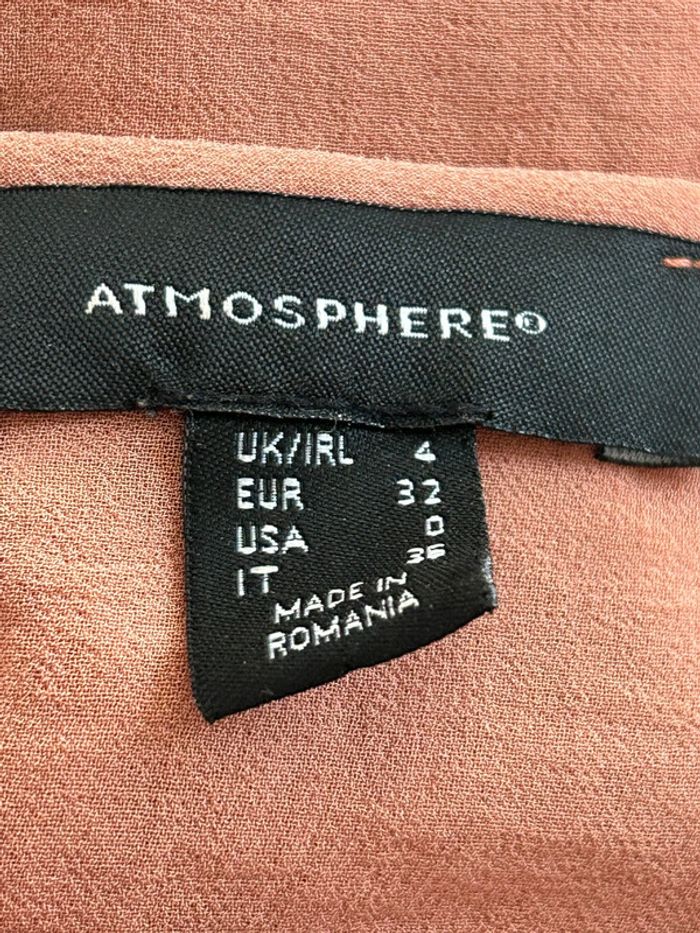 ATMOSPHERE®
UK/IRL 4
EUR 32
USA 0
IT 36
MADE IN
ROMANIA